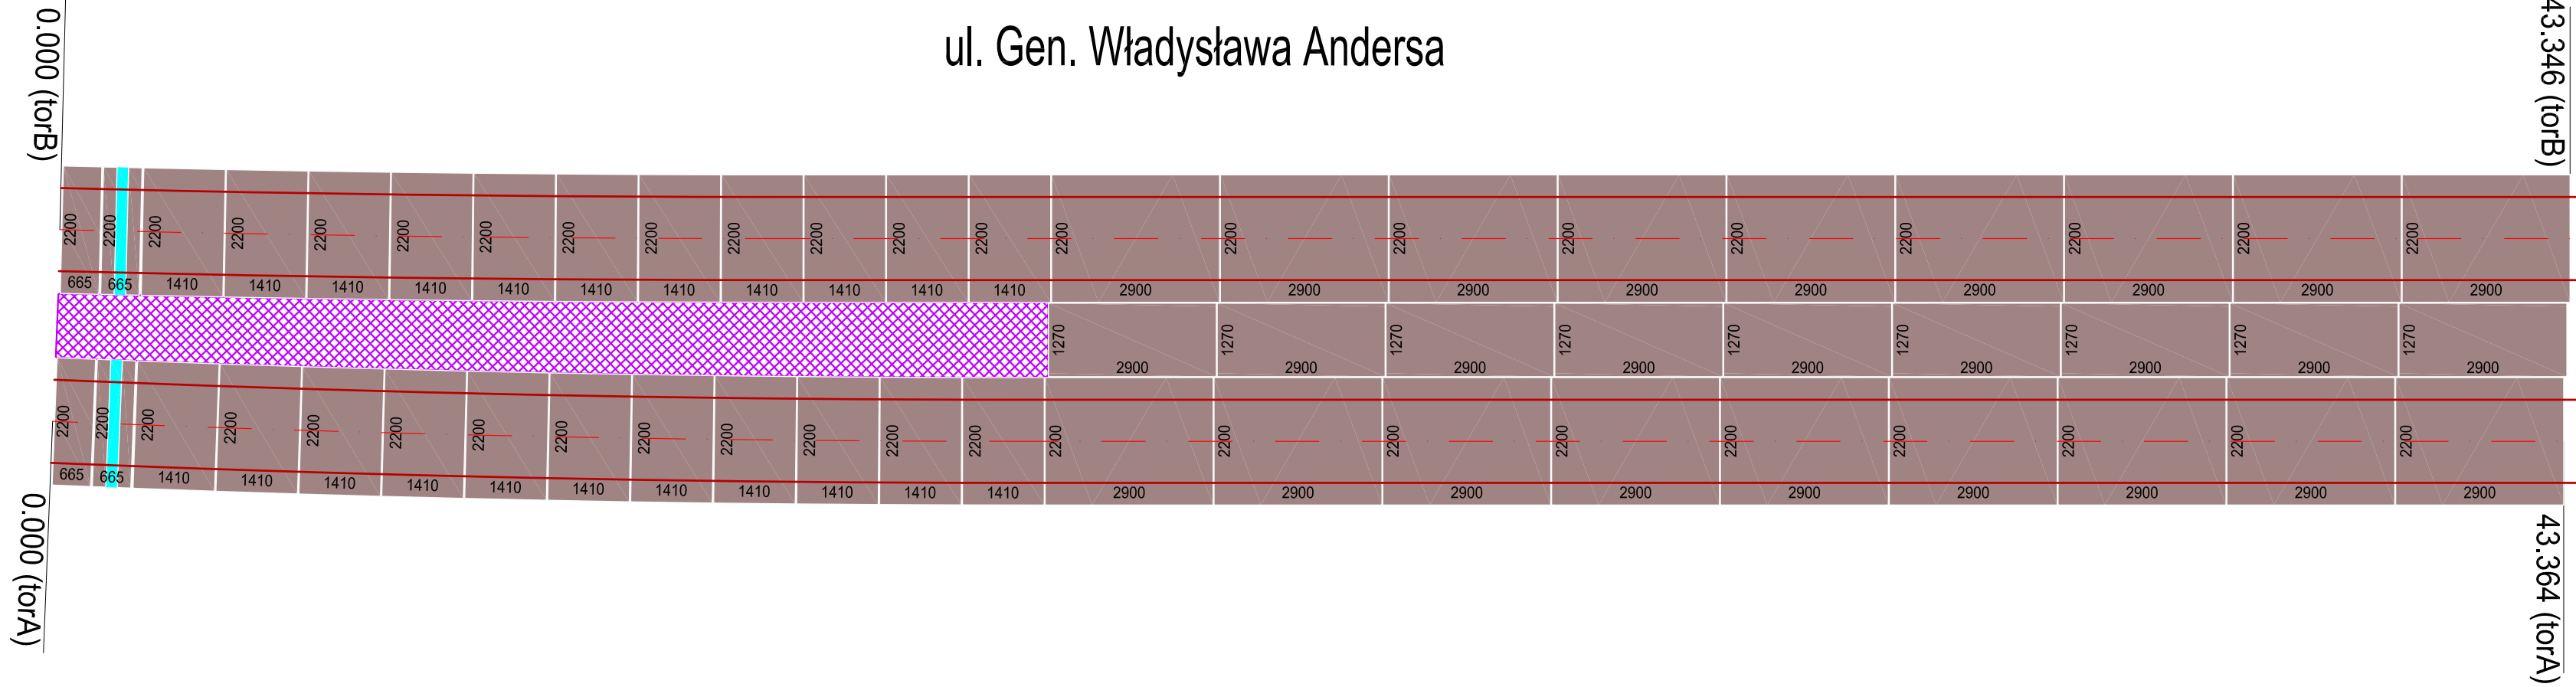 ul. Gen. Władysława Andersa
0.000 (torB)
43.346 (torB)
2200 2200 2200 2200 2200 2200 2200 2200 2200 2200 2200 2200 2200 2200 2200 2200 2200 2200 2200 2200 2200 2200
665 665 1410 1410 1410 1410 1410 1410 1410 1410 1410 1410 1410 2900 2900 2900 2900 2900 2900 2900 2900 2900
1270 1270 1270 1270 1270 1270 1270 1270 1270
2900 2900 2900 2900 2900 2900 2900 2900 2900
2200 2200 2200 2200 2200 2200 2200 2200 2200 2200 2200 2200 2200 2200 2200 2200 2200 2200 2200 2200 2200 2200
665 665 1410 1410 1410 1410 1410 1410 1410 1410 1410 1410 1410 2900 2900 2900 2900 2900 2900 2900 2900 2900
0.0000 (torA)
43.364 (torA)